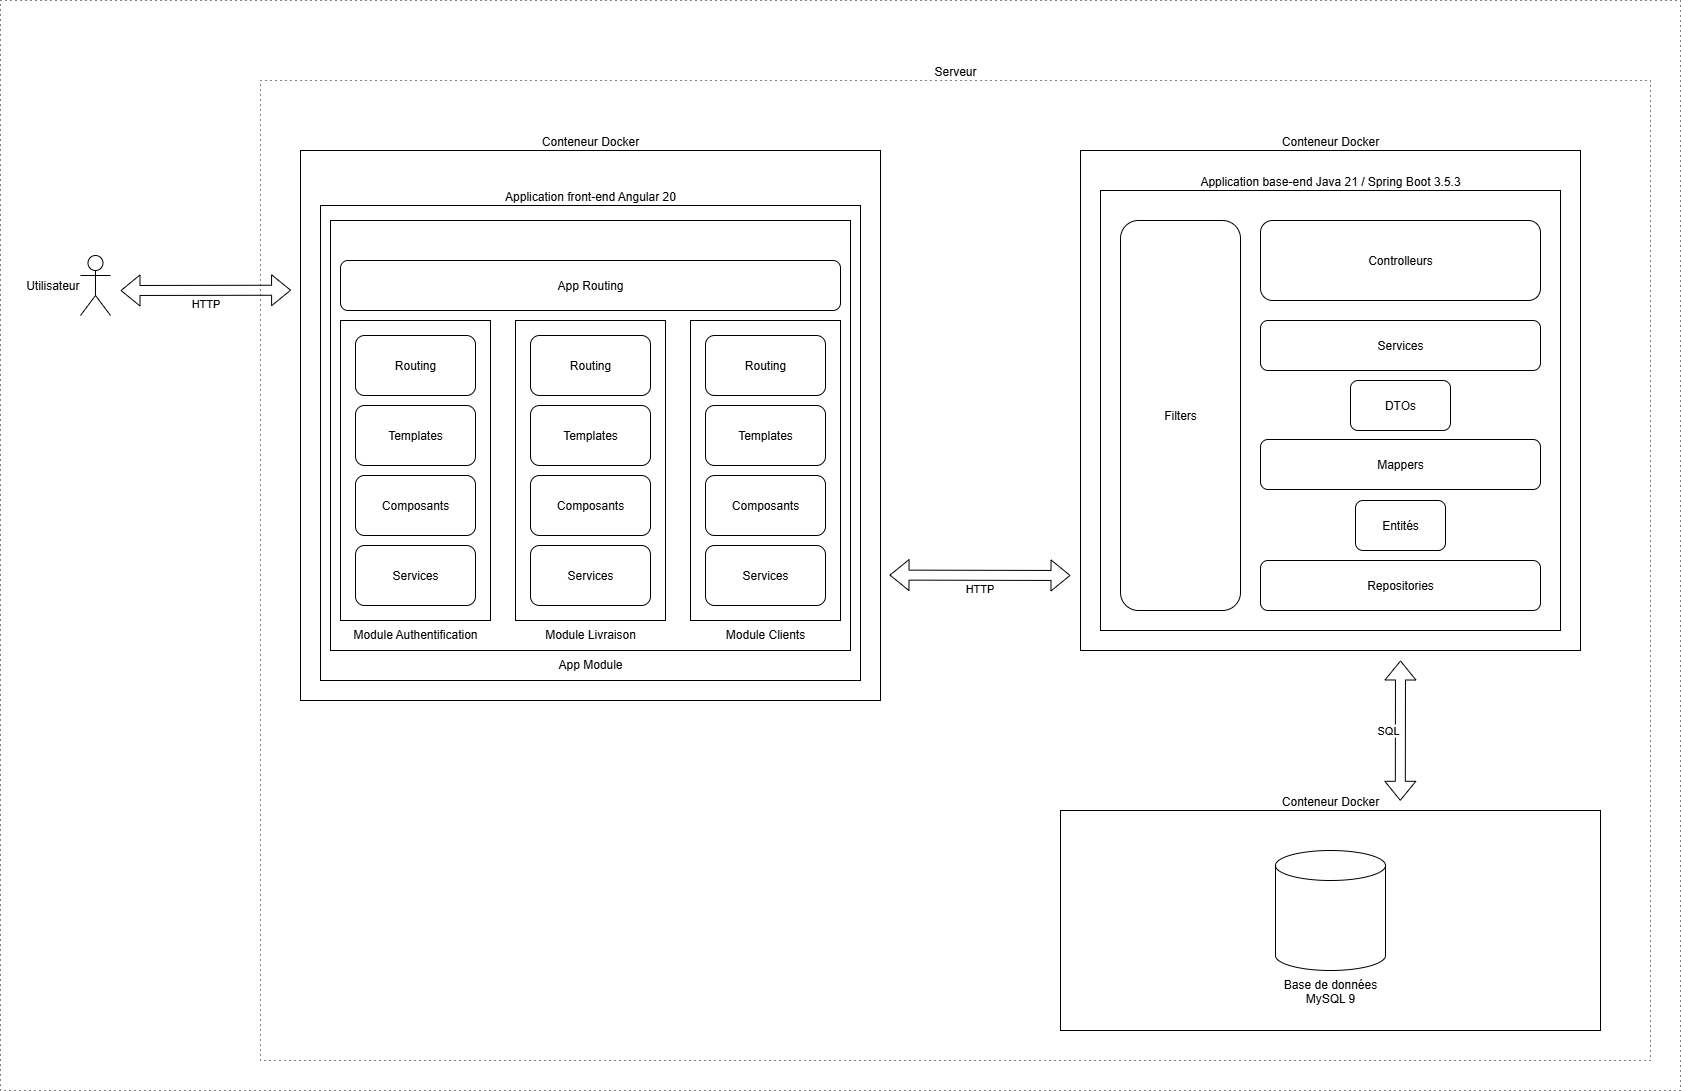 Serveur
Conteneur Docker
Application front-end Angular 20
App Routing
Routing
Templates
Composants
Services
Module Authentification
Routing
Templates
Composants
Services
Module Livraison
Routing
Templates
Composants
Services
Module Clients
App Module
Utilisateur
HTTP
HTTP
Conteneur Docker
Application base-end Java 21 / Spring Boot 3.5.3
Filters
Controlleurs
Services
DTOs
Mappers
Entités
Repositories
SQL
Conteneur Docker
Base de données
MySQL 9